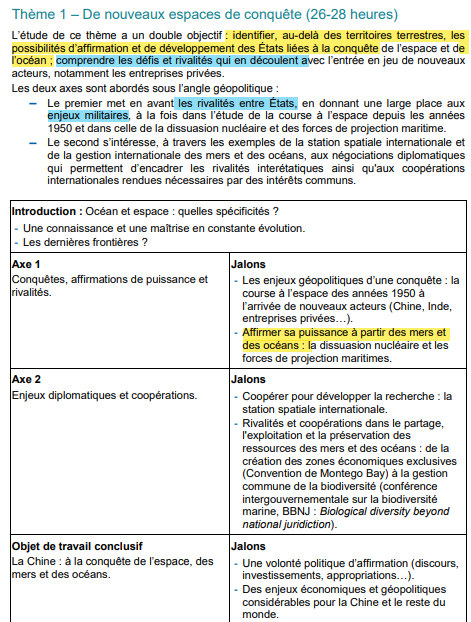 Thème 1 – De nouveaux espaces de conquête (26-28 heures)
L'étude de ce thème a un double objectif : identifier, au-delà des territoires terrestres, les
possibilités d'affirmation et de développement des États liées à la conquête de l'espace et de
l'océan ; comprendre les défis et rivalités qui en découlent avec l'entrée en jeu de nouveaux
acteurs, notamment les entreprises privées.
Les deux axes sont abordés sous l'angle géopolitique :
– Le premier met en avant les rivalités entre États, en donnant une large place aux
enjeux militaires, à la fois dans l'étude de la course à l'espace depuis les années
1950 et dans celle de la dissuasion nucléaire et des forces de projection maritime.
– Le second s'intéresse, à travers les exemples de la station spatiale internationale et
de la gestion internationale des mers et des océans, aux négociations diplomatiques
qui permettent d'encadrer les rivalités interétatiques ainsi qu'aux coopérations
internationales rendues nécessaires par des intérêts communs.
Introduction : Océan et espace : quelles spécificités ?
- Une connaissance et une maîtrise en constante évolution.
- Les dernières frontières ?
Axe 1
Conquêtes, affirmations de puissance et
rivalités.
Jalons
- Les enjeux géopolitiques d'une conquête : la
course à l'espace des années 1950 à
l'arrivée de nouveaux acteurs (Chine, Inde,
entreprises privées…).
- Affirmer sa puissance à partir des mers et
des océans : la dissuasion nucléaire et les
forces de projection maritimes.
Axe 2
Enjeux diplomatiques et coopérations.
Jalons
- Coopérer pour développer la recherche : la
station spatiale internationale.
- Rivalités et coopérations dans le partage,
l'exploitation et la préservation des
ressources des mers et des océans : de la
création des zones économiques exclusives
(Convention de Montego Bay) à la gestion
commune de la biodiversité (conférence
intergouvernementale sur la biodiversité
marine, BBNJ : Biological diversity beyond
national juridiction).
Objet de travail conclusif
La Chine : à la conquête de l'espace, des
mers et des océans.
Jalons
- Une volonté politique d'affirmation (discours,
investissements, appropriations…).
- Des enjeux économiques et géopolitiques
considérables pour la Chine et le reste du
monde.